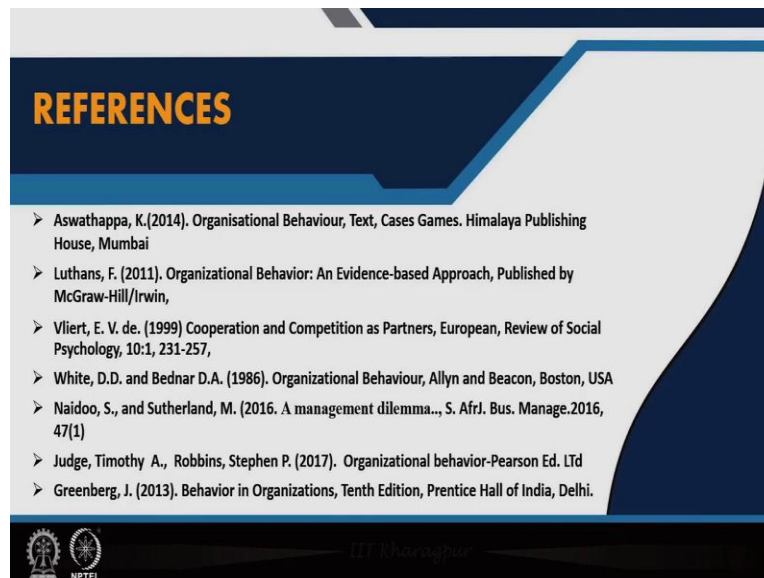 REFERENCES
➢ Aswathappa, K.(2014). Organisational Behaviour, Text, Cases Games. Himalaya Publishing
House, Mumbai
➢ Luthans, F. (2011). Organizational Behavior: An Evidence-based Approach, Published by
McGraw-Hill/Irwin,
➢ Vliert, E. V. de. (1999) Cooperation and Competition as Partners, European, Review of Social
Psychology, 10:1, 231-257,
➢ White, D.D. and Bednar D.A. (1986). Organizational Behaviour, Allyn and Beacon, Boston, USA
➢ Naidoo, S., and Sutherland, M. (2016. A management dilemma.., S. AfrJ. Bus. Manage.2016,
47(1)
➢ Judge, Timothy A., Robbins, Stephen P. (2017). Organizational behavior-Pearson Ed. LTd
➢ Greenberg, J. (2013). Behavior in Organizations, Tenth Edition, Prentice Hall of India, Delhi.
IIT Kharagpur
NPTEL